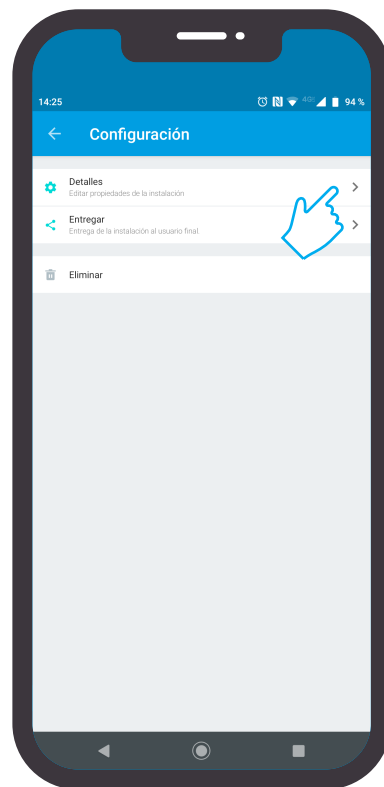 14:25
4G 94 %
Configuración
Detalles
Editar propiedades de la instalación
Entregar
Entrega de la instalación al usuario final
Eliminar